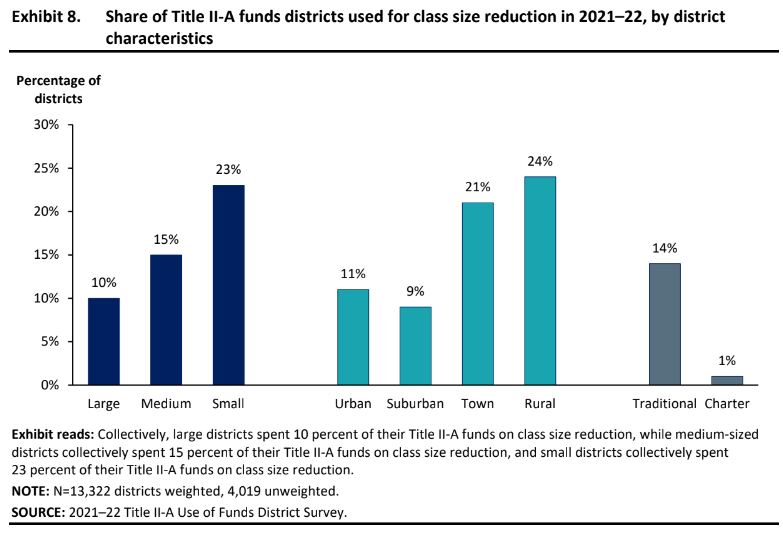 Exhibit 8. Share of Title II-A funds districts used for class size reduction in 2021–22, by district
characteristics
Percentage of
districts
30%
25%
20%
15%
10%
5%
0%
10%
15%
23%
11%
9%
21%
24%
14%
1%
Large Medium Small Urban Suburban Town Rural Traditional Charter
Exhibit reads: Collectively, large districts spent 10 percent of their Title II-A funds on class size reduction, while medium-sized
districts collectively spent 15 percent of their Title II-A funds on class size reduction, and small districts collectively spent
23 percent of their Title II-A funds on class size reduction.
NOTE: N=13,322 districts weighted, 4,019 unweighted.
SOURCE: 2021–22 Title II-A Use of Funds District Survey.